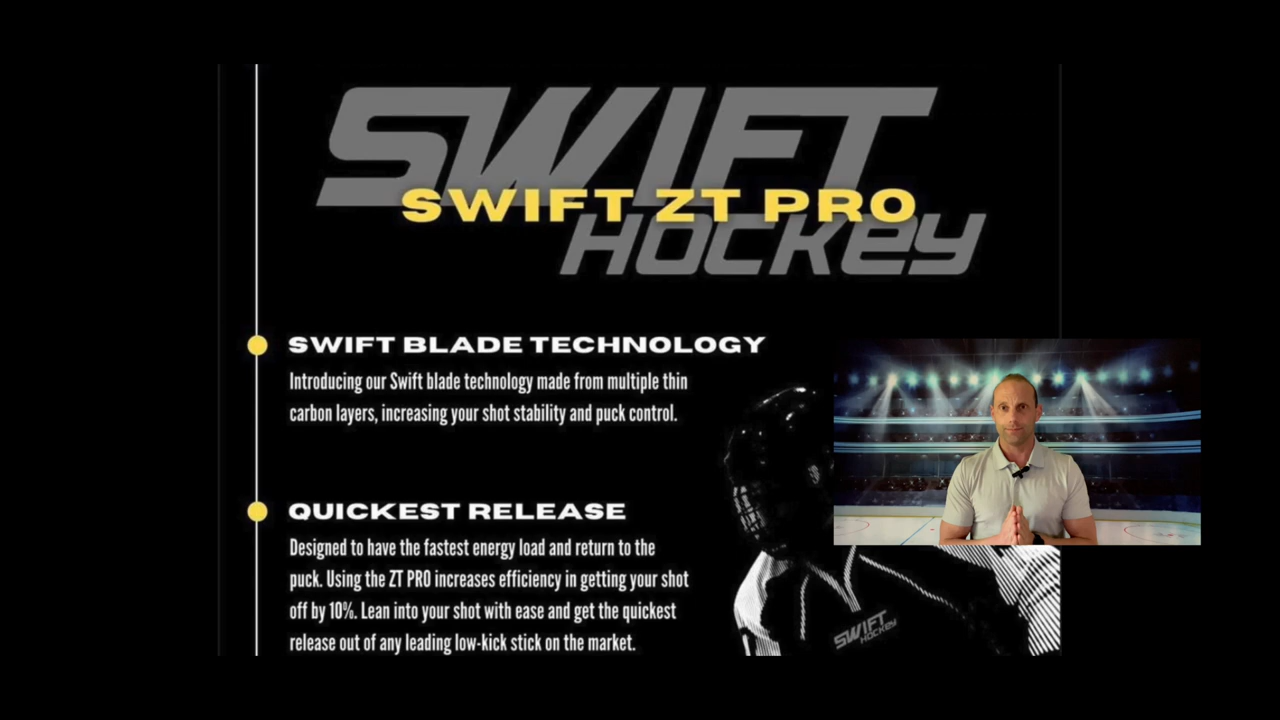 SWIFT
SWIFT ZT PRO
HOCKEY
SWIFT BLADE TECHNOLOGY
Introducing our Swift blade technology made from multiple thin
carbon layers, increasing your shot stability and puck control.
QUICKEST RELEASE
Designed to have the fastest energy load and return to the
puck. Using the ZT PRO increases efficiency in getting your shot
off by 10%. Lean into your shot with ease and get the quickest
release out of any leading low-kick stick on the market.
SWIFT
HOCKEY